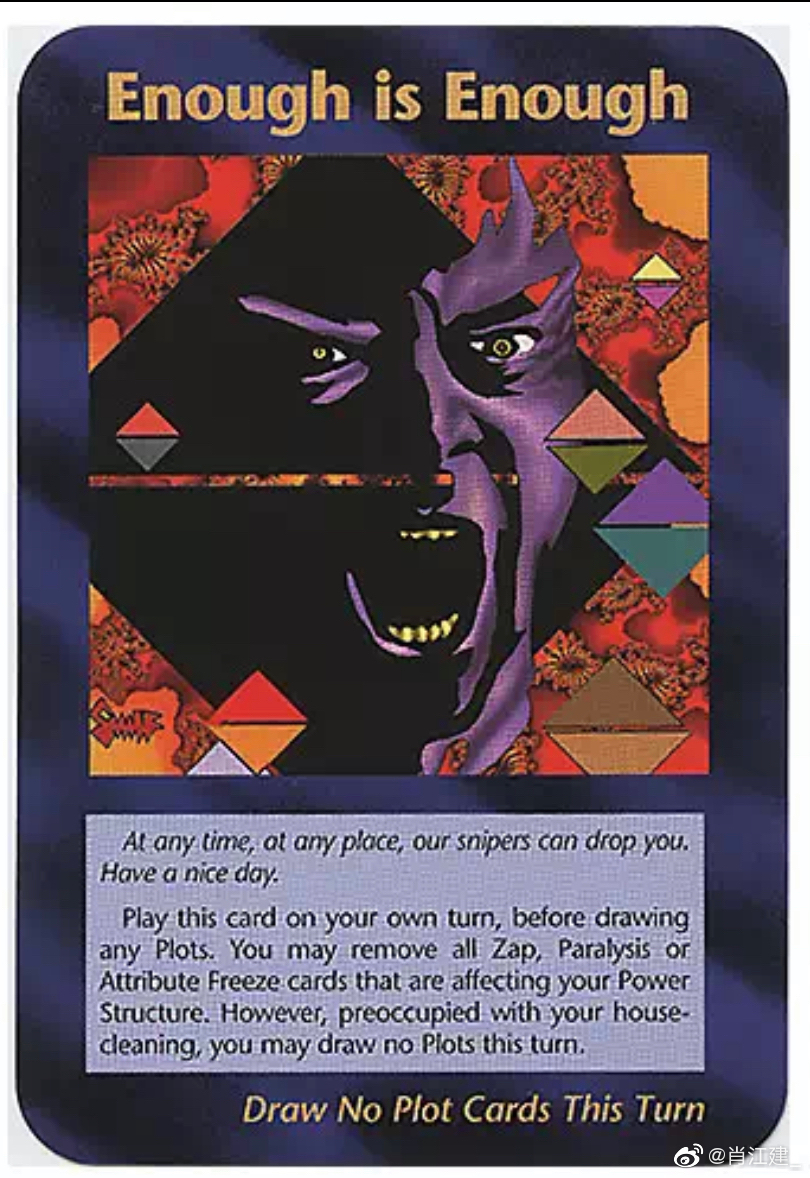 Enough is Enough
At any time, at any place, our snipers can drop you.
Have a nice day.
Play this card on your own turn, before drawing
any Plots. You may remove all Zap, Paralysis or
Attribute Freeze cards that are affecting your Power
Structure. However, preoccupied with your house-
cleaning, you may draw no Plots this turn.
Draw No Plot Cards This Turn
@肖江建_